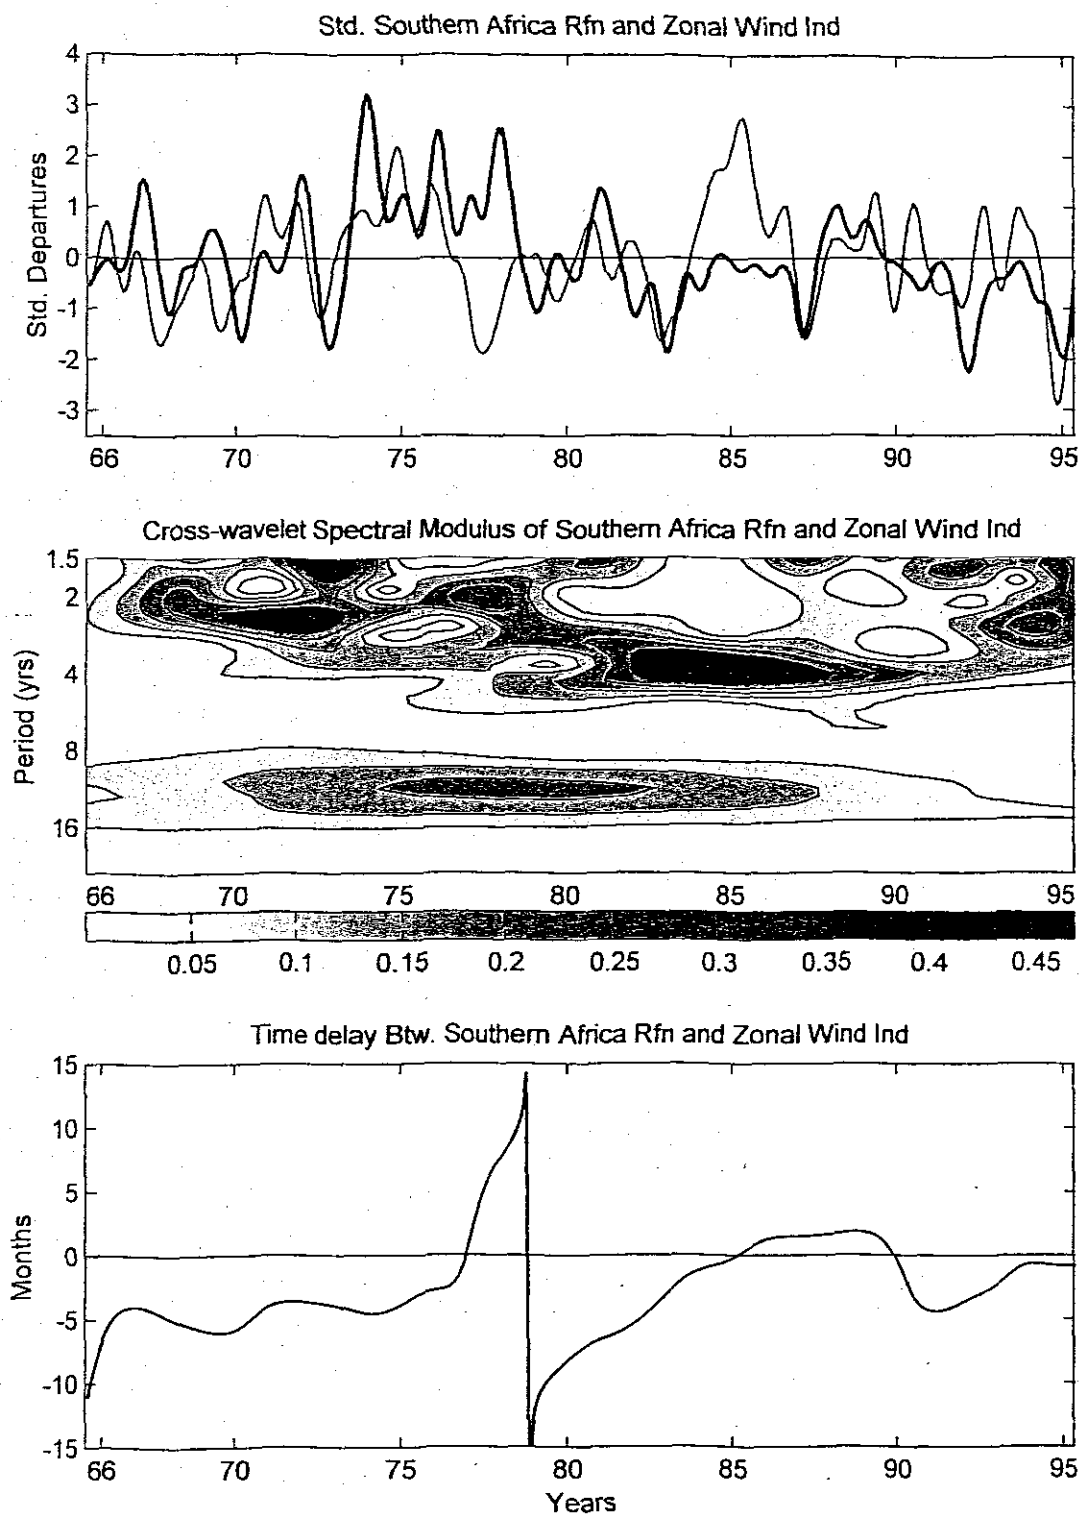 Std. Southern Africa Rfn and Zonal Wind Ind
4
3
2
1
0
-1
-2
-3
Std. Departures
66 70 75 80 85 90 95
Cross-wavelet Spectral Modulus of Southern Africa Rfn and Zonal Wind Ind
1.5
2
4
8
16
Period (yrs)
66 70 75 80 85 90 95
0.05 0.1 0.15 0.2 0.25 0.3 0.35 0.4 0.45
Time delay Btw. Southern Africa Rfn and Zonal Wind Ind
15
10
5
0
-5
-10
-15
Months
66 70 75 80 85 90 95
Years